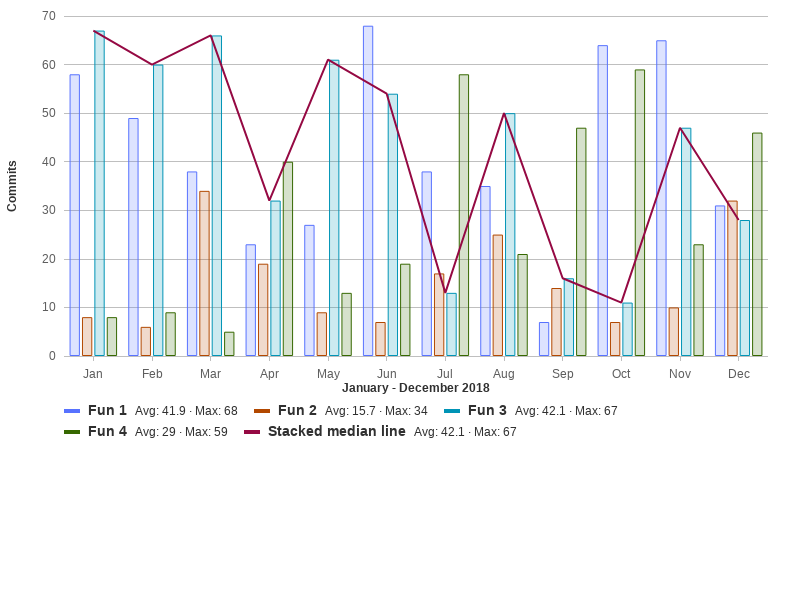 70
60
50
40
30
20
10
0
Commits
Jan Feb Mar Apr May Jun Jul Aug Sep Oct Nov Dec
January - December 2018
Fun 1 Avg: 41.9 · Max: 68 Fun 2 Avg: 15.7 · Max: 34 Fun 3 Avg: 42.1 · Max: 67
Fun 4 Avg: 29 · Max: 59 Stacked median line Avg: 42.1 · Max: 67